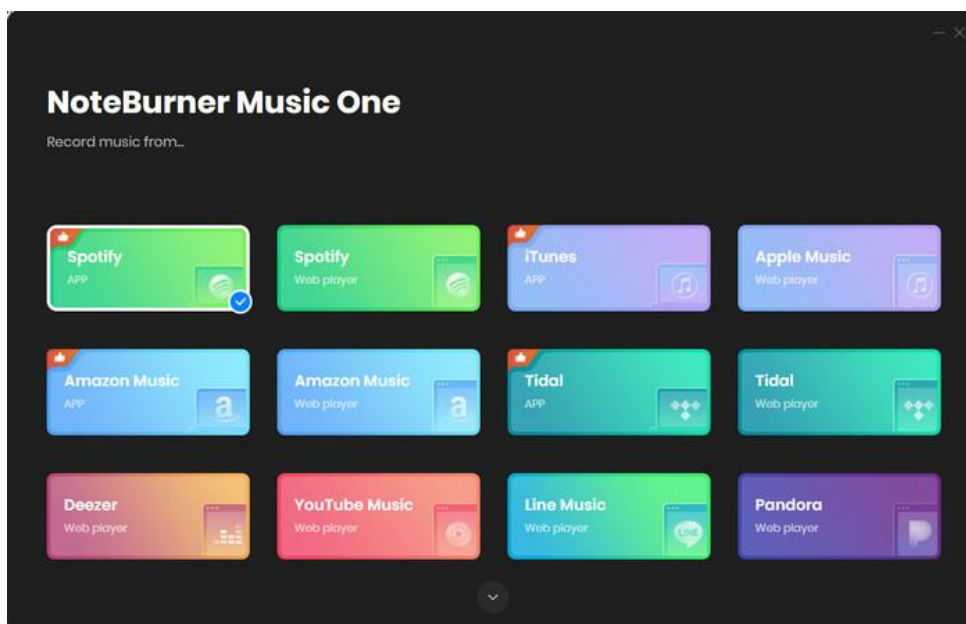 NoteBurner Music One
Record music from...
Spotify
APP
Spotify
Web player
iTunes
APP
Apple Music
Web player
Amazon Music
APP
a
Amazon Music
Web player
a
Tidal
APP
Tidal
Web player
Deezer
Web player
YouTube Music
Web player
Line Music
Web player
LINE
Pandora
Web player